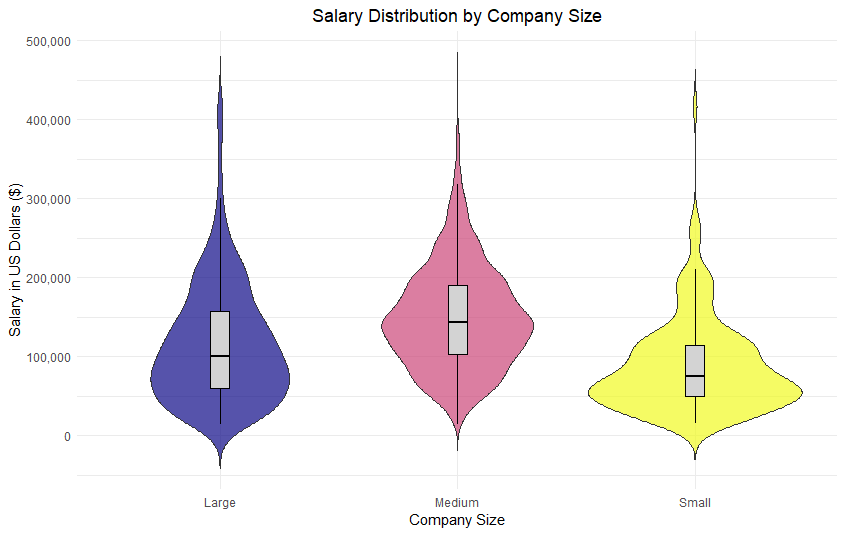 Salary Distribution by Company Size
Salary in US Dollars ($)
500,000
400,000
300,000
200,000
100,000
0
Large
Medium
Small
Company Size